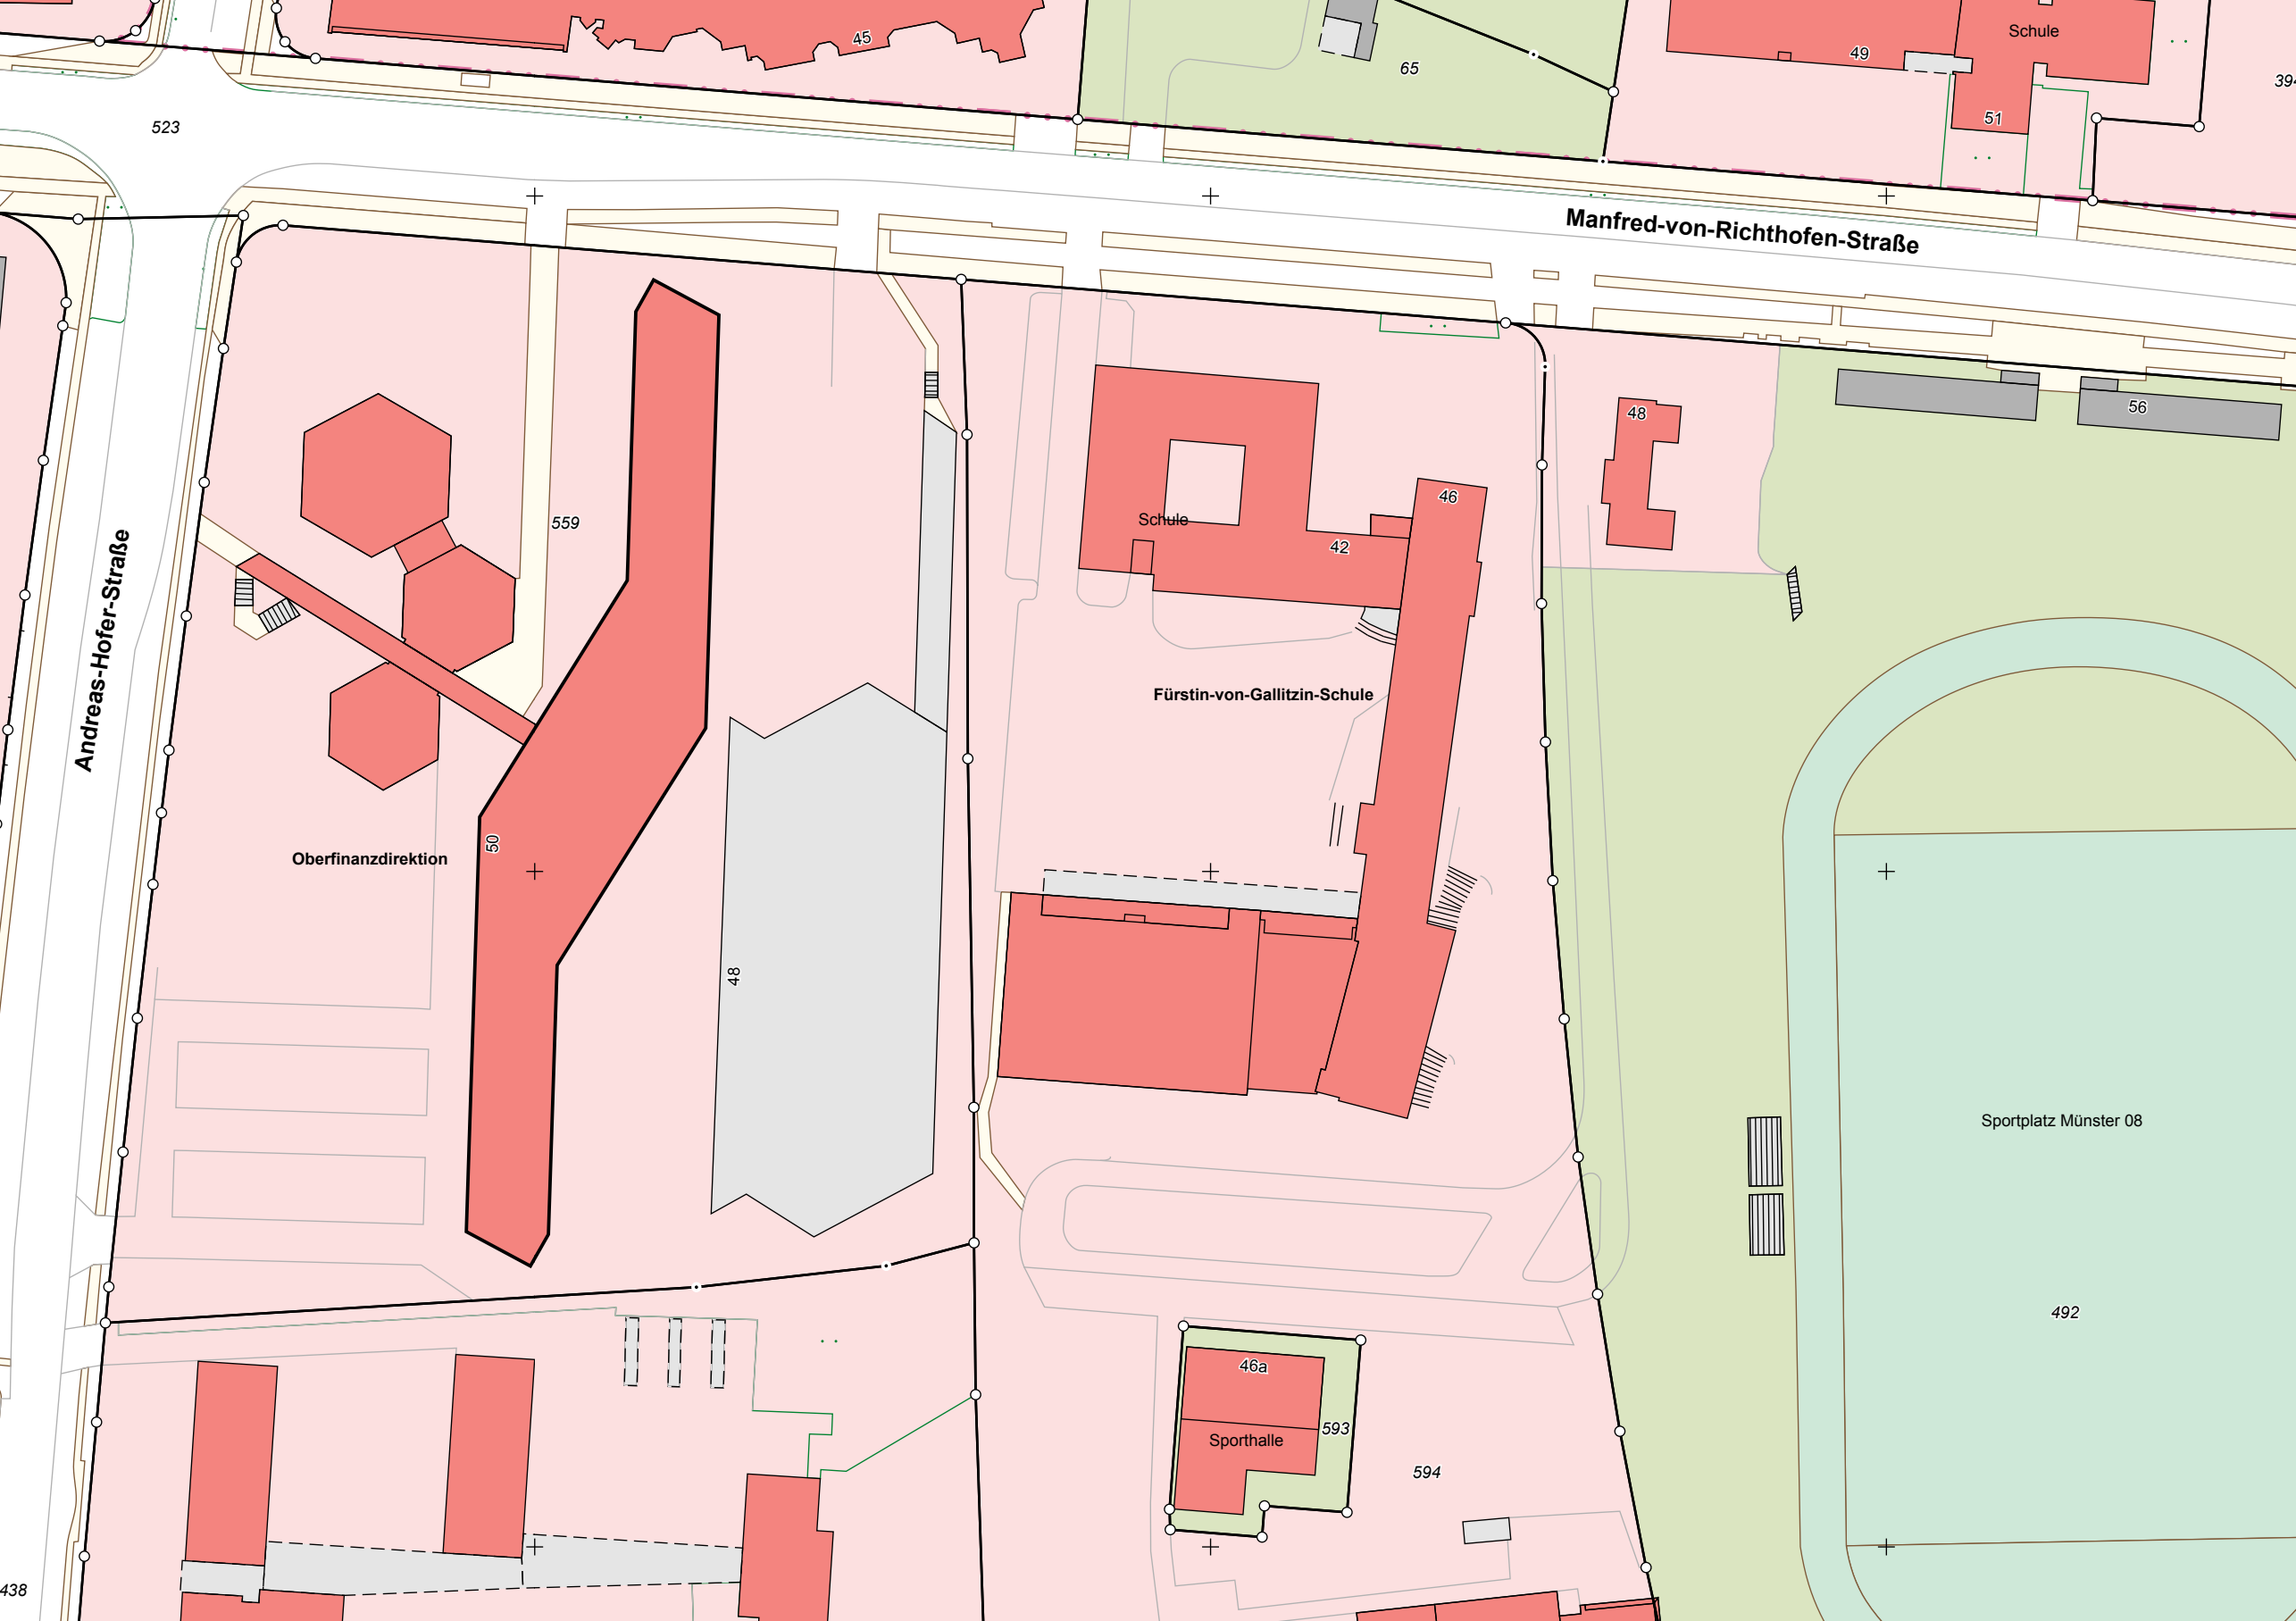 45
65
49
Schule
51
394
523
Manfred-von-Richthofen-Straße
48
56
46
559
Schule
42
Andreas-Hofer-Straße
Fürstin-von-Gallitzin-Schule
50
Oberfinanzdirektion
48
Sportplatz Münster 08
492
46a
593
Sporthalle
594
438